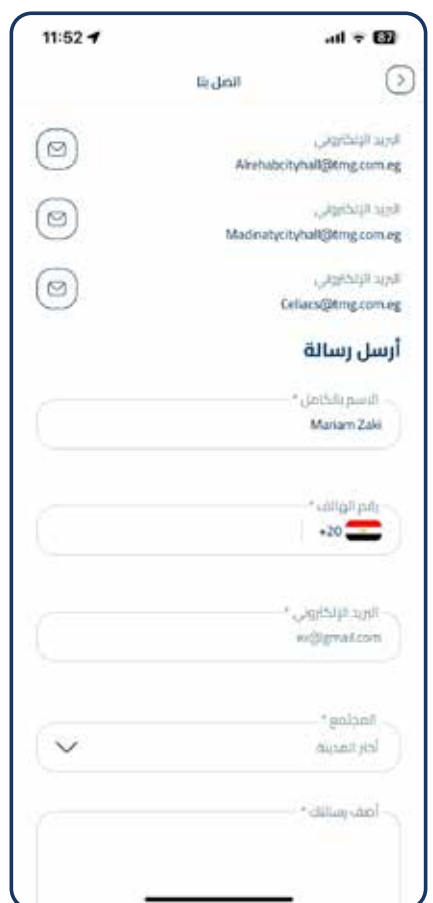 11:52
87
اتصل بنا
البريد الإلكتروني
Alrehabcityhall@tmg.com.eg
البريد الإلكتروني
Madinatycityhall@tmg.com.eg
البريد الإلكتروني
Celiacs@tmg.com.eg
أرسل رسالة
الاسم بالكامل *
Mariam Zaki
رقم الهاتف *
+20
البريد الإلكتروني *
ex@gmail.com
المجتمع *
أختر المدينة
أضف رسالتك *